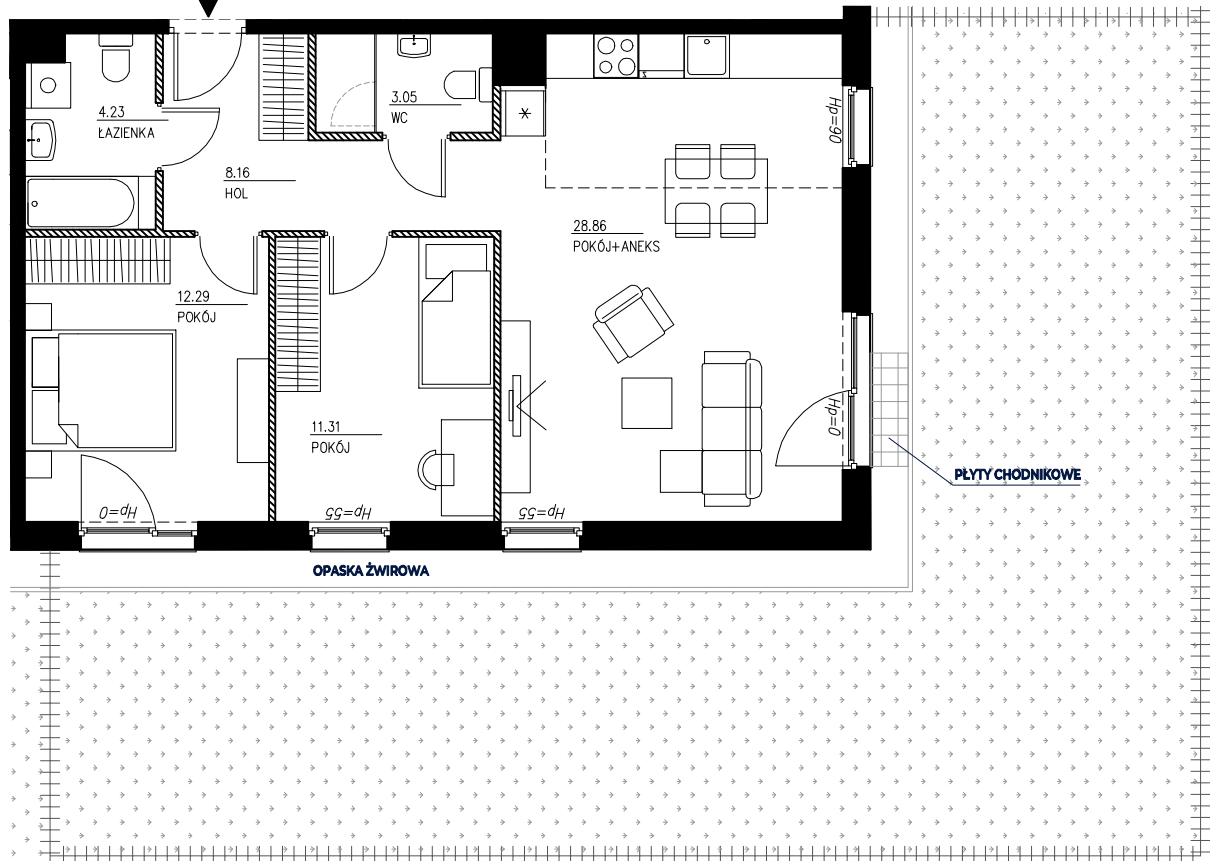 4.23
ŁAZIENKA
3.05
WC
Hp=90
8.16
HOL
28.86
POKÓJ+ANEKS
12.29
POKÓJ
11.31
POKÓJ
Hp=0
PŁYTY CHODNIKOWE
Hp=0
Hp=55
Hp=55
OPASKA ŻWIROWA